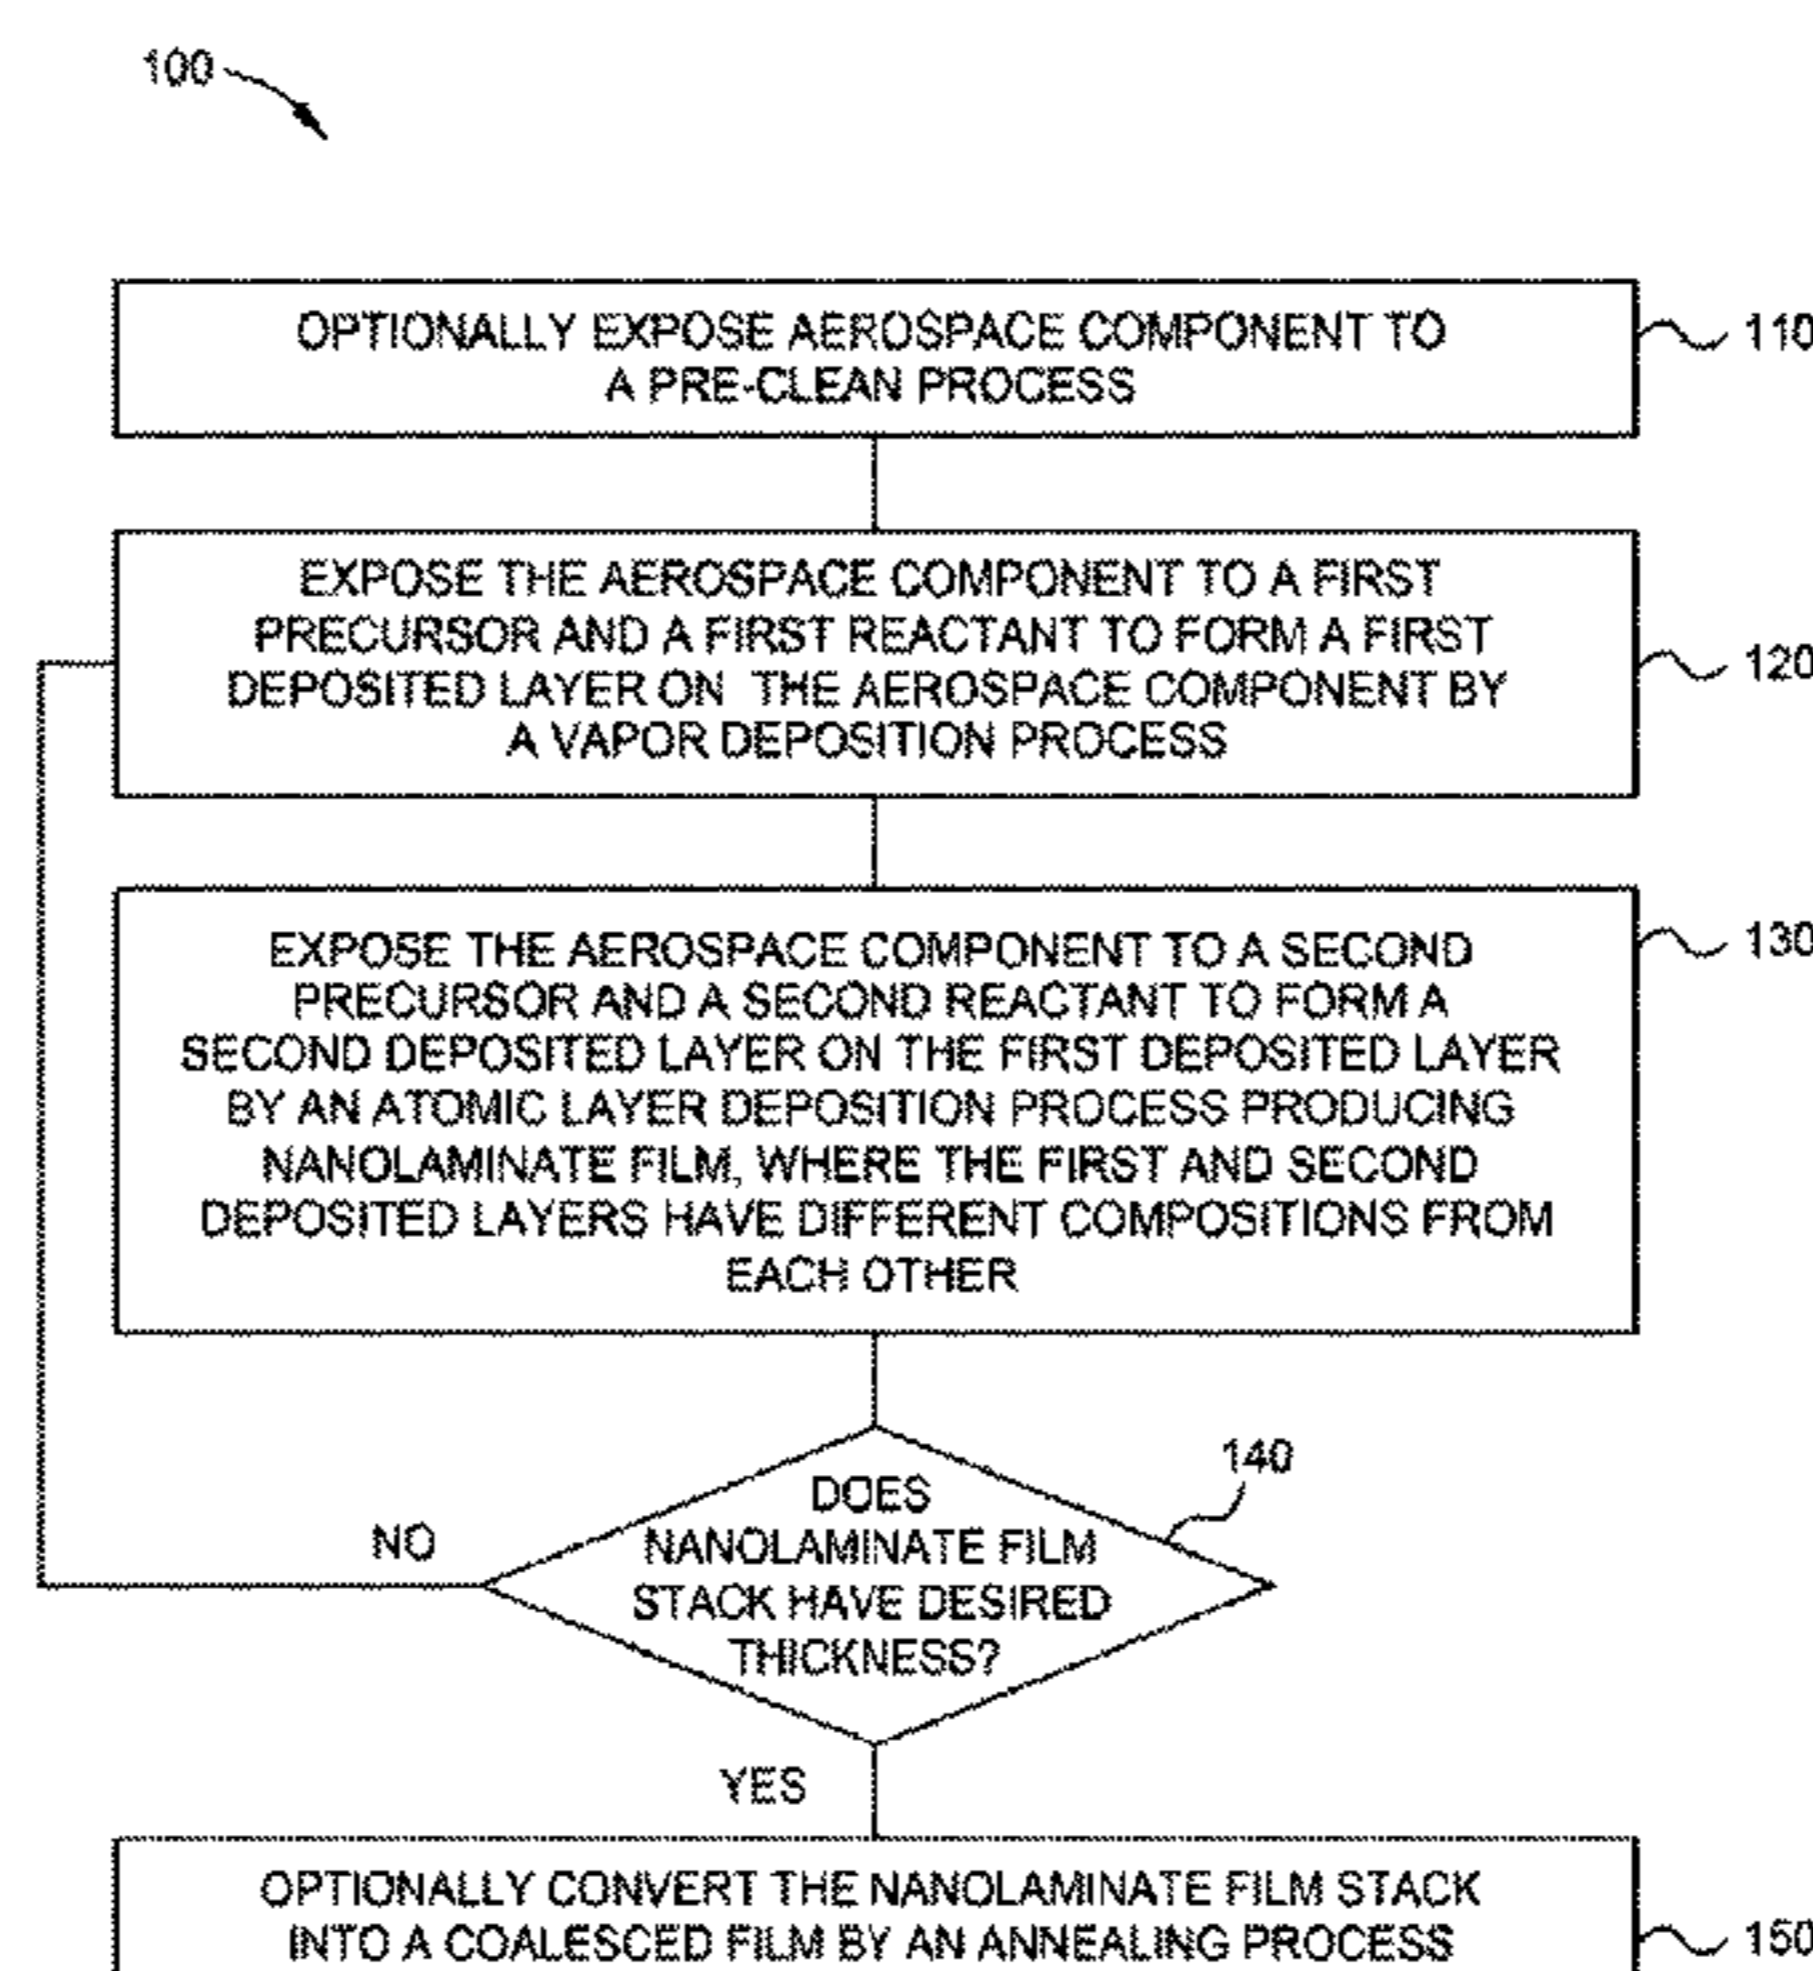 100
OPTIONALLY EXPOSE AEROSPACE COMPONENT TO
A PRE-CLEAN PROCESS
110
EXPOSE THE AEROSPACE COMPONENT TO A FIRST
PRECURSOR AND A FIRST REACTANT TO FORM A FIRST
DEPOSITED LAYER ON THE AEROSPACE COMPONENT BY
A VAPOR DEPOSITION PROCESS
120
EXPOSE THE AEROSPACE COMPONENT TO A SECOND
PRECURSOR AND A SECOND REACTANT TO FORM A
SECOND DEPOSITED LAYER ON THE FIRST DEPOSITED LAYER
BY AN ATOMIC LAYER DEPOSITION PROCESS PRODUCING
NANOLAMINATE FILM, WHERE THE FIRST AND SECOND
DEPOSITED LAYERS HAVE DIFFERENT COMPOSITIONS FROM
EACH OTHER
130
DOES
NANOLAMINATE FILM
STACK HAVE DESIRED
THICKNESS?
140
NO
YES
OPTIONALLY CONVERT THE NANOLAMINATE FILM STACK
INTO A COALESCED FILM BY AN ANNEALING PROCESS
150